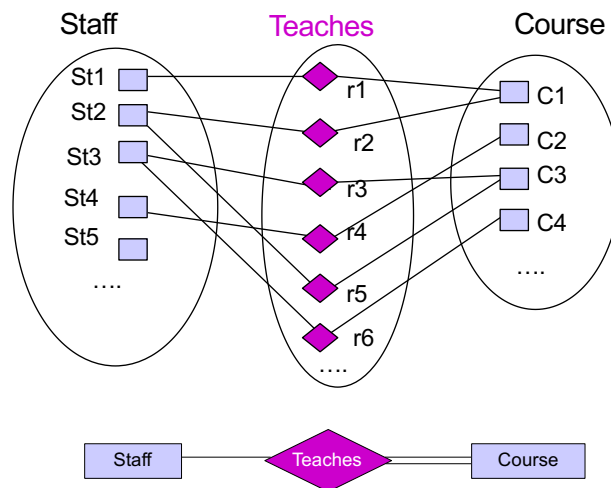 Staff Teaches Course
St1 r1 C1
St2 r2 C2
St3 r3 C3
St4 r4 C4
St5 r5 ....
.... r6
....
Staff Teaches Course